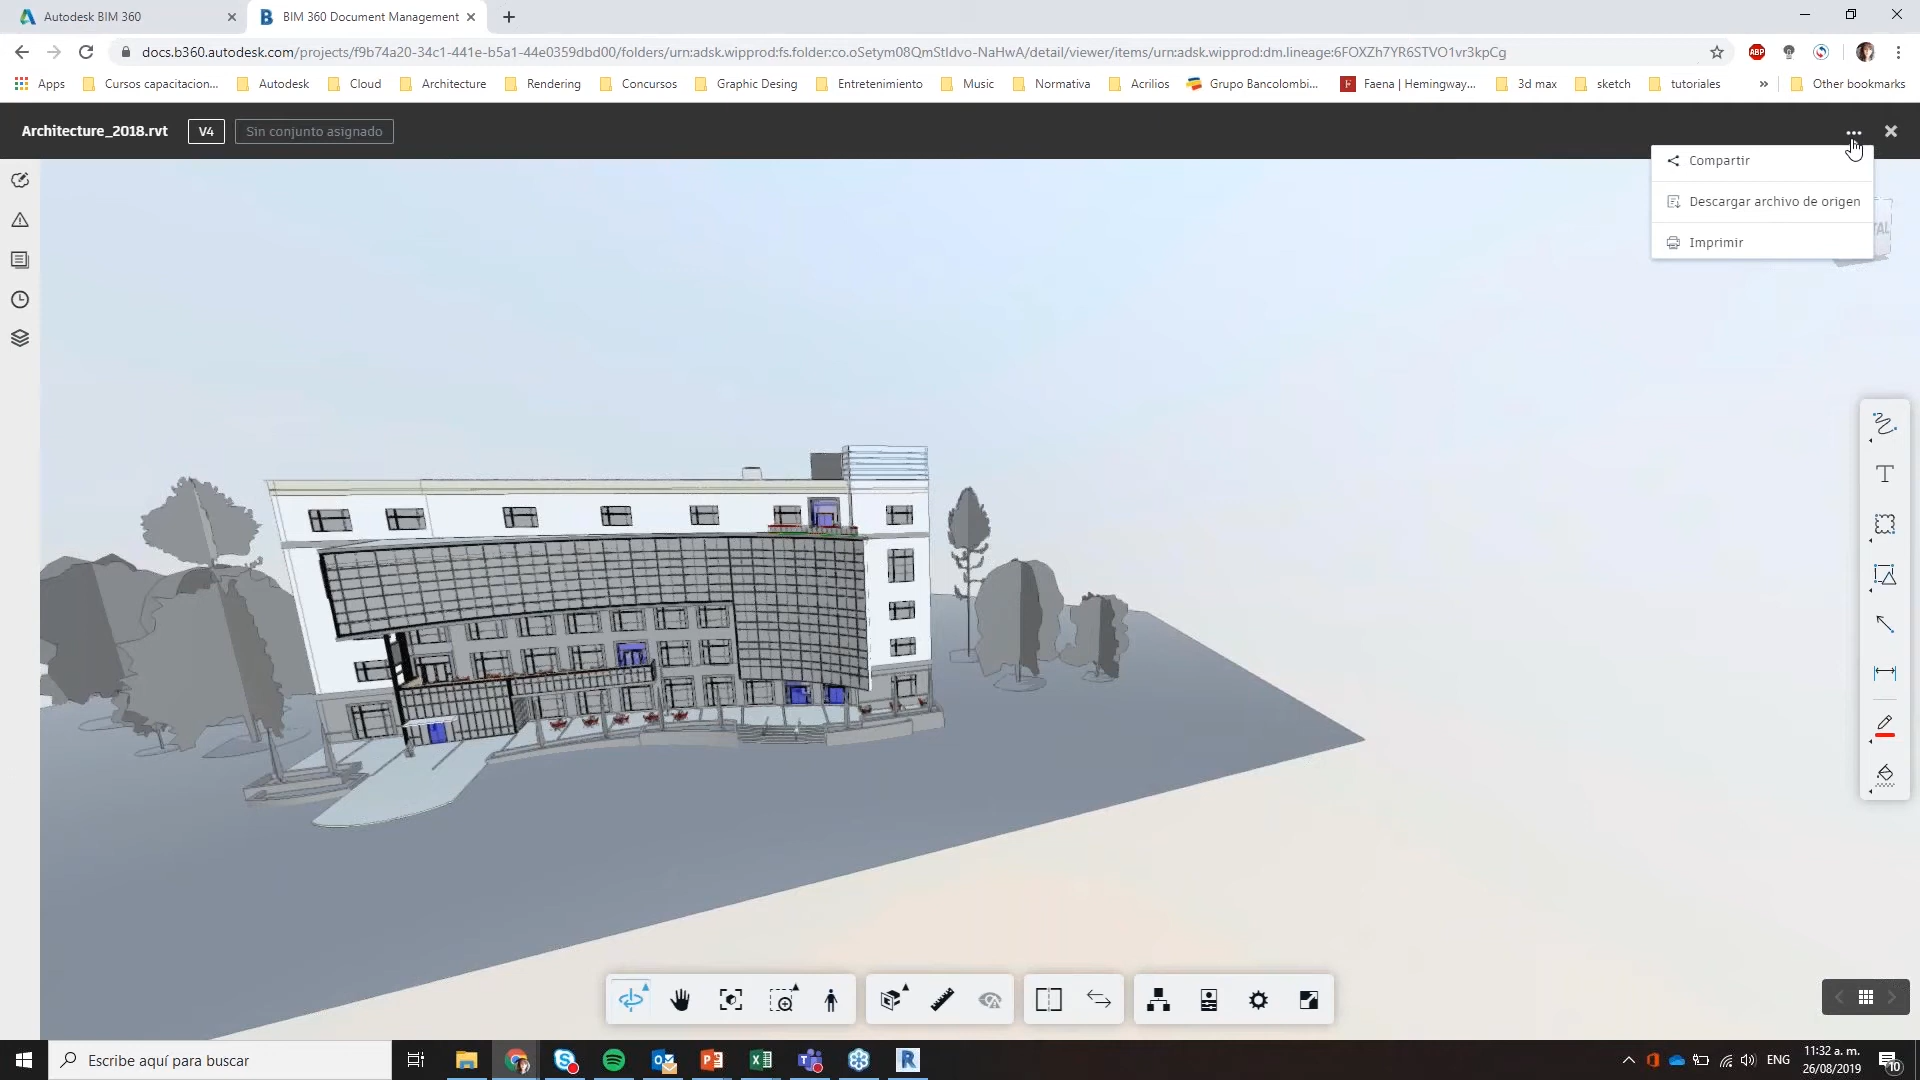 Autodesk BIM 360
BIM 360 Document Management
docs.b360.autodesk.com/projects/f9b74a20-34c1-441e-b5a1-44e0359dbd00/folders/urn:adsk.wipprod:fs.folder:co.oSetym08QmStIdvo-NaHwA/detail/viewer/items/urn:adsk.wipprod:dm.lineage:6FOXZh7YR6STVO1vr3kpCg
ABP
Apps Cursos capacitacion... Autodesk Cloud Architecture Rendering Concursos Graphic Desing Entretenimiento Music Normativa Acrilios Grupo Bancolombi... Faena | Hemingway... 3d max sketch tutoriales » Other bookmarks
Architecture_2018.rvt V4 Sin conjunto asignado
Compartir
Descargar archivo de origen
Imprimir
Escribe aquí para buscar
ENG
11:32 a. m.
26/08/2019
10